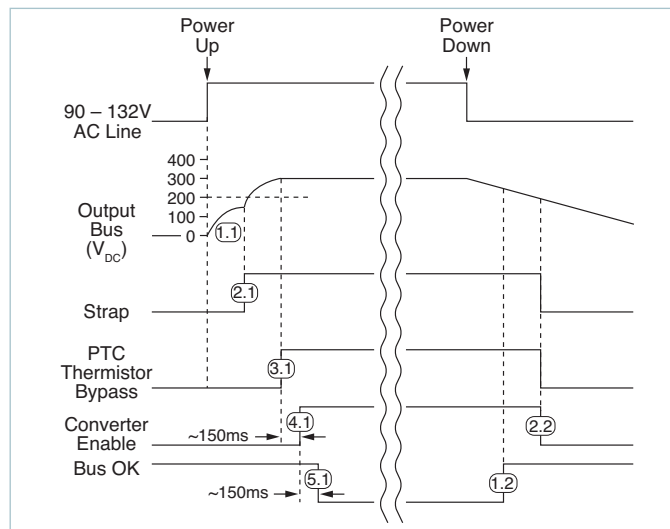 Power
Up
Power
Down
90 – 132V
AC Line
400
300
200
100
0
Output
Bus
(VDC)
1.1
2.1
Strap
PTC
Thermistor
Bypass
3.1
Converter
Enable
~150ms
4.1
2.2
Bus OK
~150ms
5.1
1.2